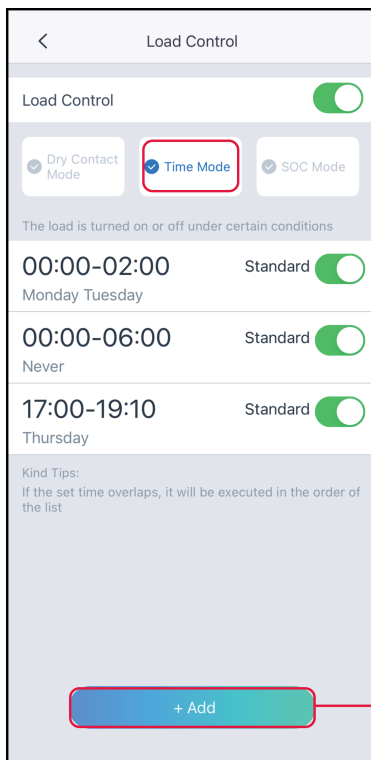 Load Control
Load Control
Dry Contact
Mode
Time Mode
SOC Mode
The load is turned on or off under certain conditions
00:00-02:00
Standard
Monday Tuesday
00:00-06:00
Standard
Never
17:00-19:10
Standard
Thursday
Kind Tips:
If the set time overlaps, it will be executed in the order of
the list
+ Add